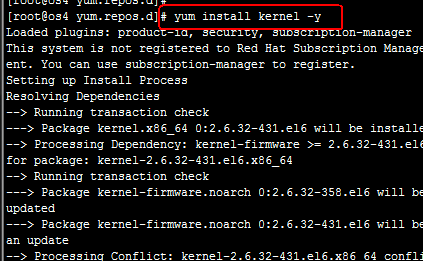 [root@os4 yum.repos.d]#
[root@os4 yum.repos.d]# yum install kernel -y
Loaded plugins: product-id, security, subscription-manager
This system is not registered to Red Hat Subscription Manage
ent. You can use subscription-manager to register.
Setting up Install Process
Resolving Dependencies
--> Running transaction check
---> Package kernel.x86_64 0:2.6.32-431.el6 will be installe
--> Processing Dependency: kernel-firmware >= 2.6.32-431.el6
for package: kernel-2.6.32-431.el6.x86_64
--> Running transaction check
---> Package kernel-firmware.noarch 0:2.6.32-358.el6 will be
updated
---> Package kernel-firmware.noarch 0:2.6.32-431.el6 will be
an update
--> Processing Conflict: kernel-2.6.32-431.el6.x86_64 confli